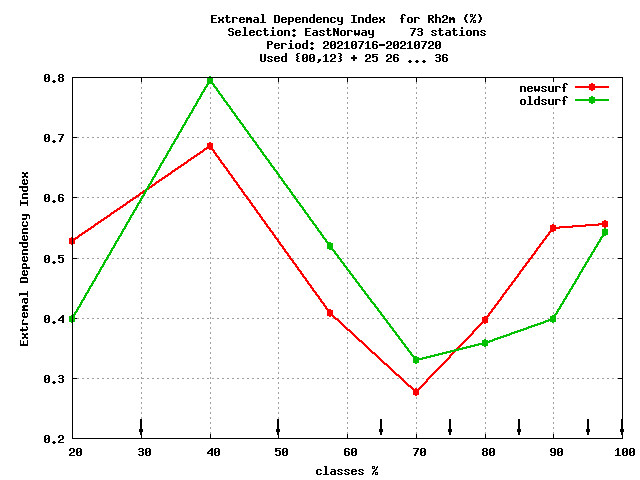 Extremal Dependency Index  for Rh2m (%)
Selection: EastNorway     73 stations
Period: 20210716-20210720
Used {00,12} + 25 26 ... 36
newsurf
oldsurf
Extremal Dependency Index
0.8
0.7
0.6
0.5
0.4
0.3
0.2
20 30 40 50 60 70 80 90 100
classes %